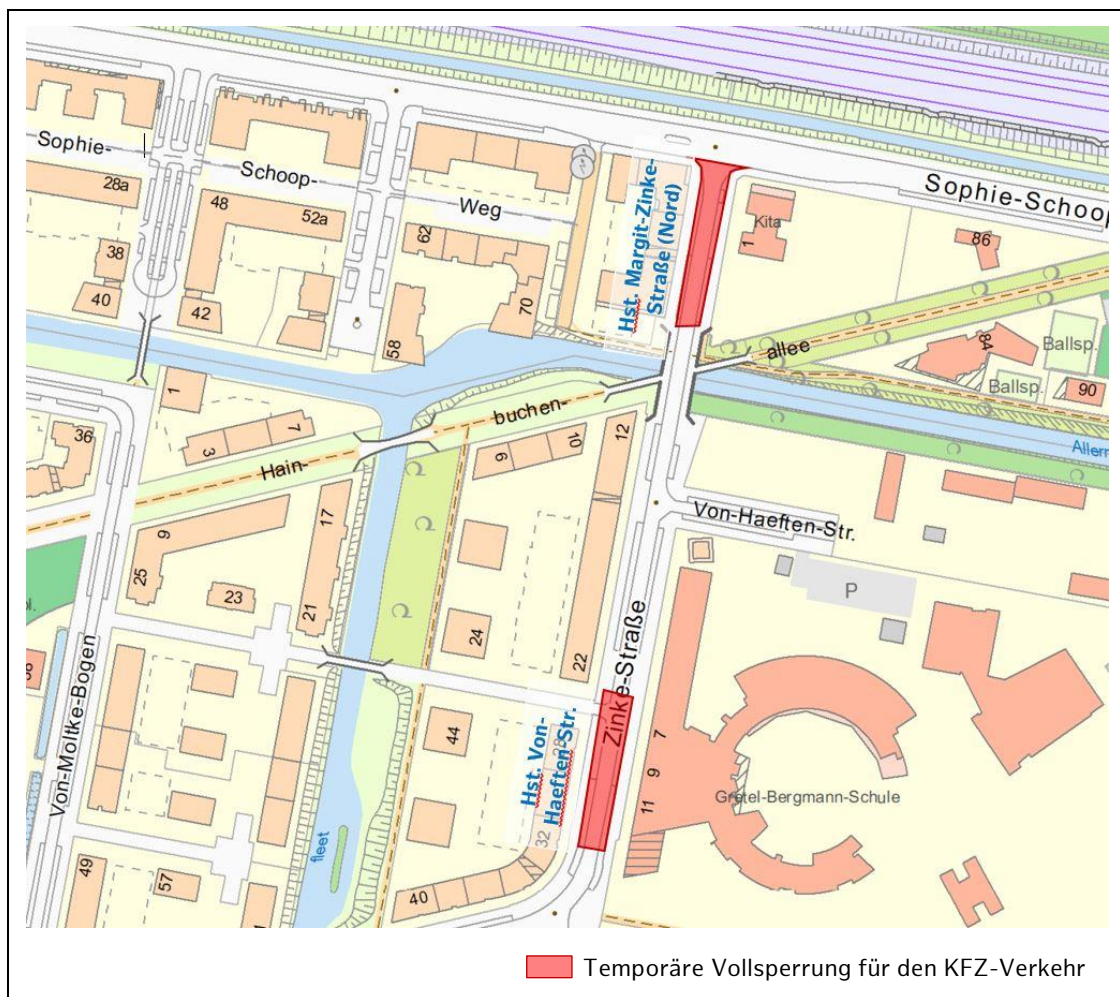 Sophie-
Schoop-
Weg
28a
48
52a
38
40
42
62
70
58
Hst. Margit-Zinke-
Straße (Nord)
Kita
1
Sophie-Schoop
86
allee
84
Ballsp.
Ballsp.
90
1
3
7
36
Hain-
buchen-
6
10
12
Allerm
Von-Haeften-Str.
P
9
17
25
23
21
24
22
Von-Moltke-Bogen
Zinke-Straße
Hst. Von-
Haeften-Str.
44
28
32
7
9
11
Gretel-Bergmann-Schule
fleet
49
57
40
Temporäre Vollsperrung für den KFZ-Verkehr